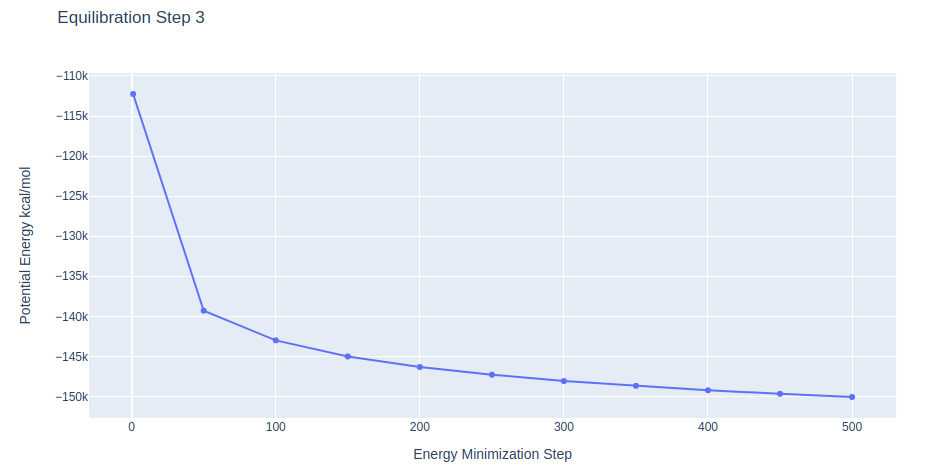 Equilibration Step 3
−110k
−115k
−120k
−125k
−130k
−135k
−140k
−145k
−150k
Potential Energy kcal/mol
0 100 200 300 400 500
Energy Minimization Step